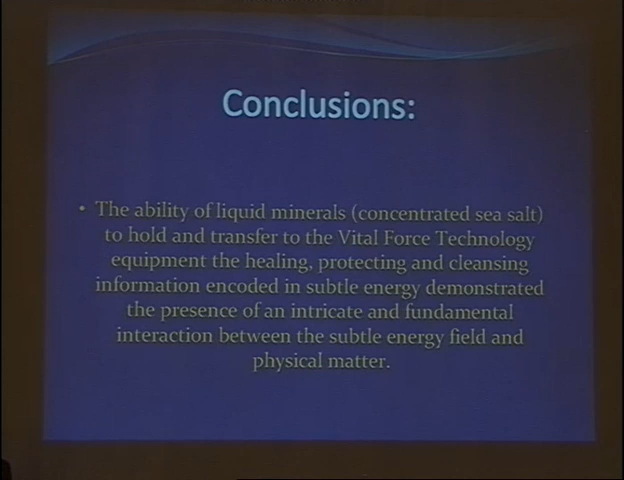 Conclusions:
• The ability of liquid minerals (concentrated sea salt)
to hold and transfer to the Vital Force Technology
equipment the healing, protecting and cleansing
information encoded in subtle energy demonstrated
the presence of an intricate and fundamental
interaction between the subtle energy field and
physical matter.